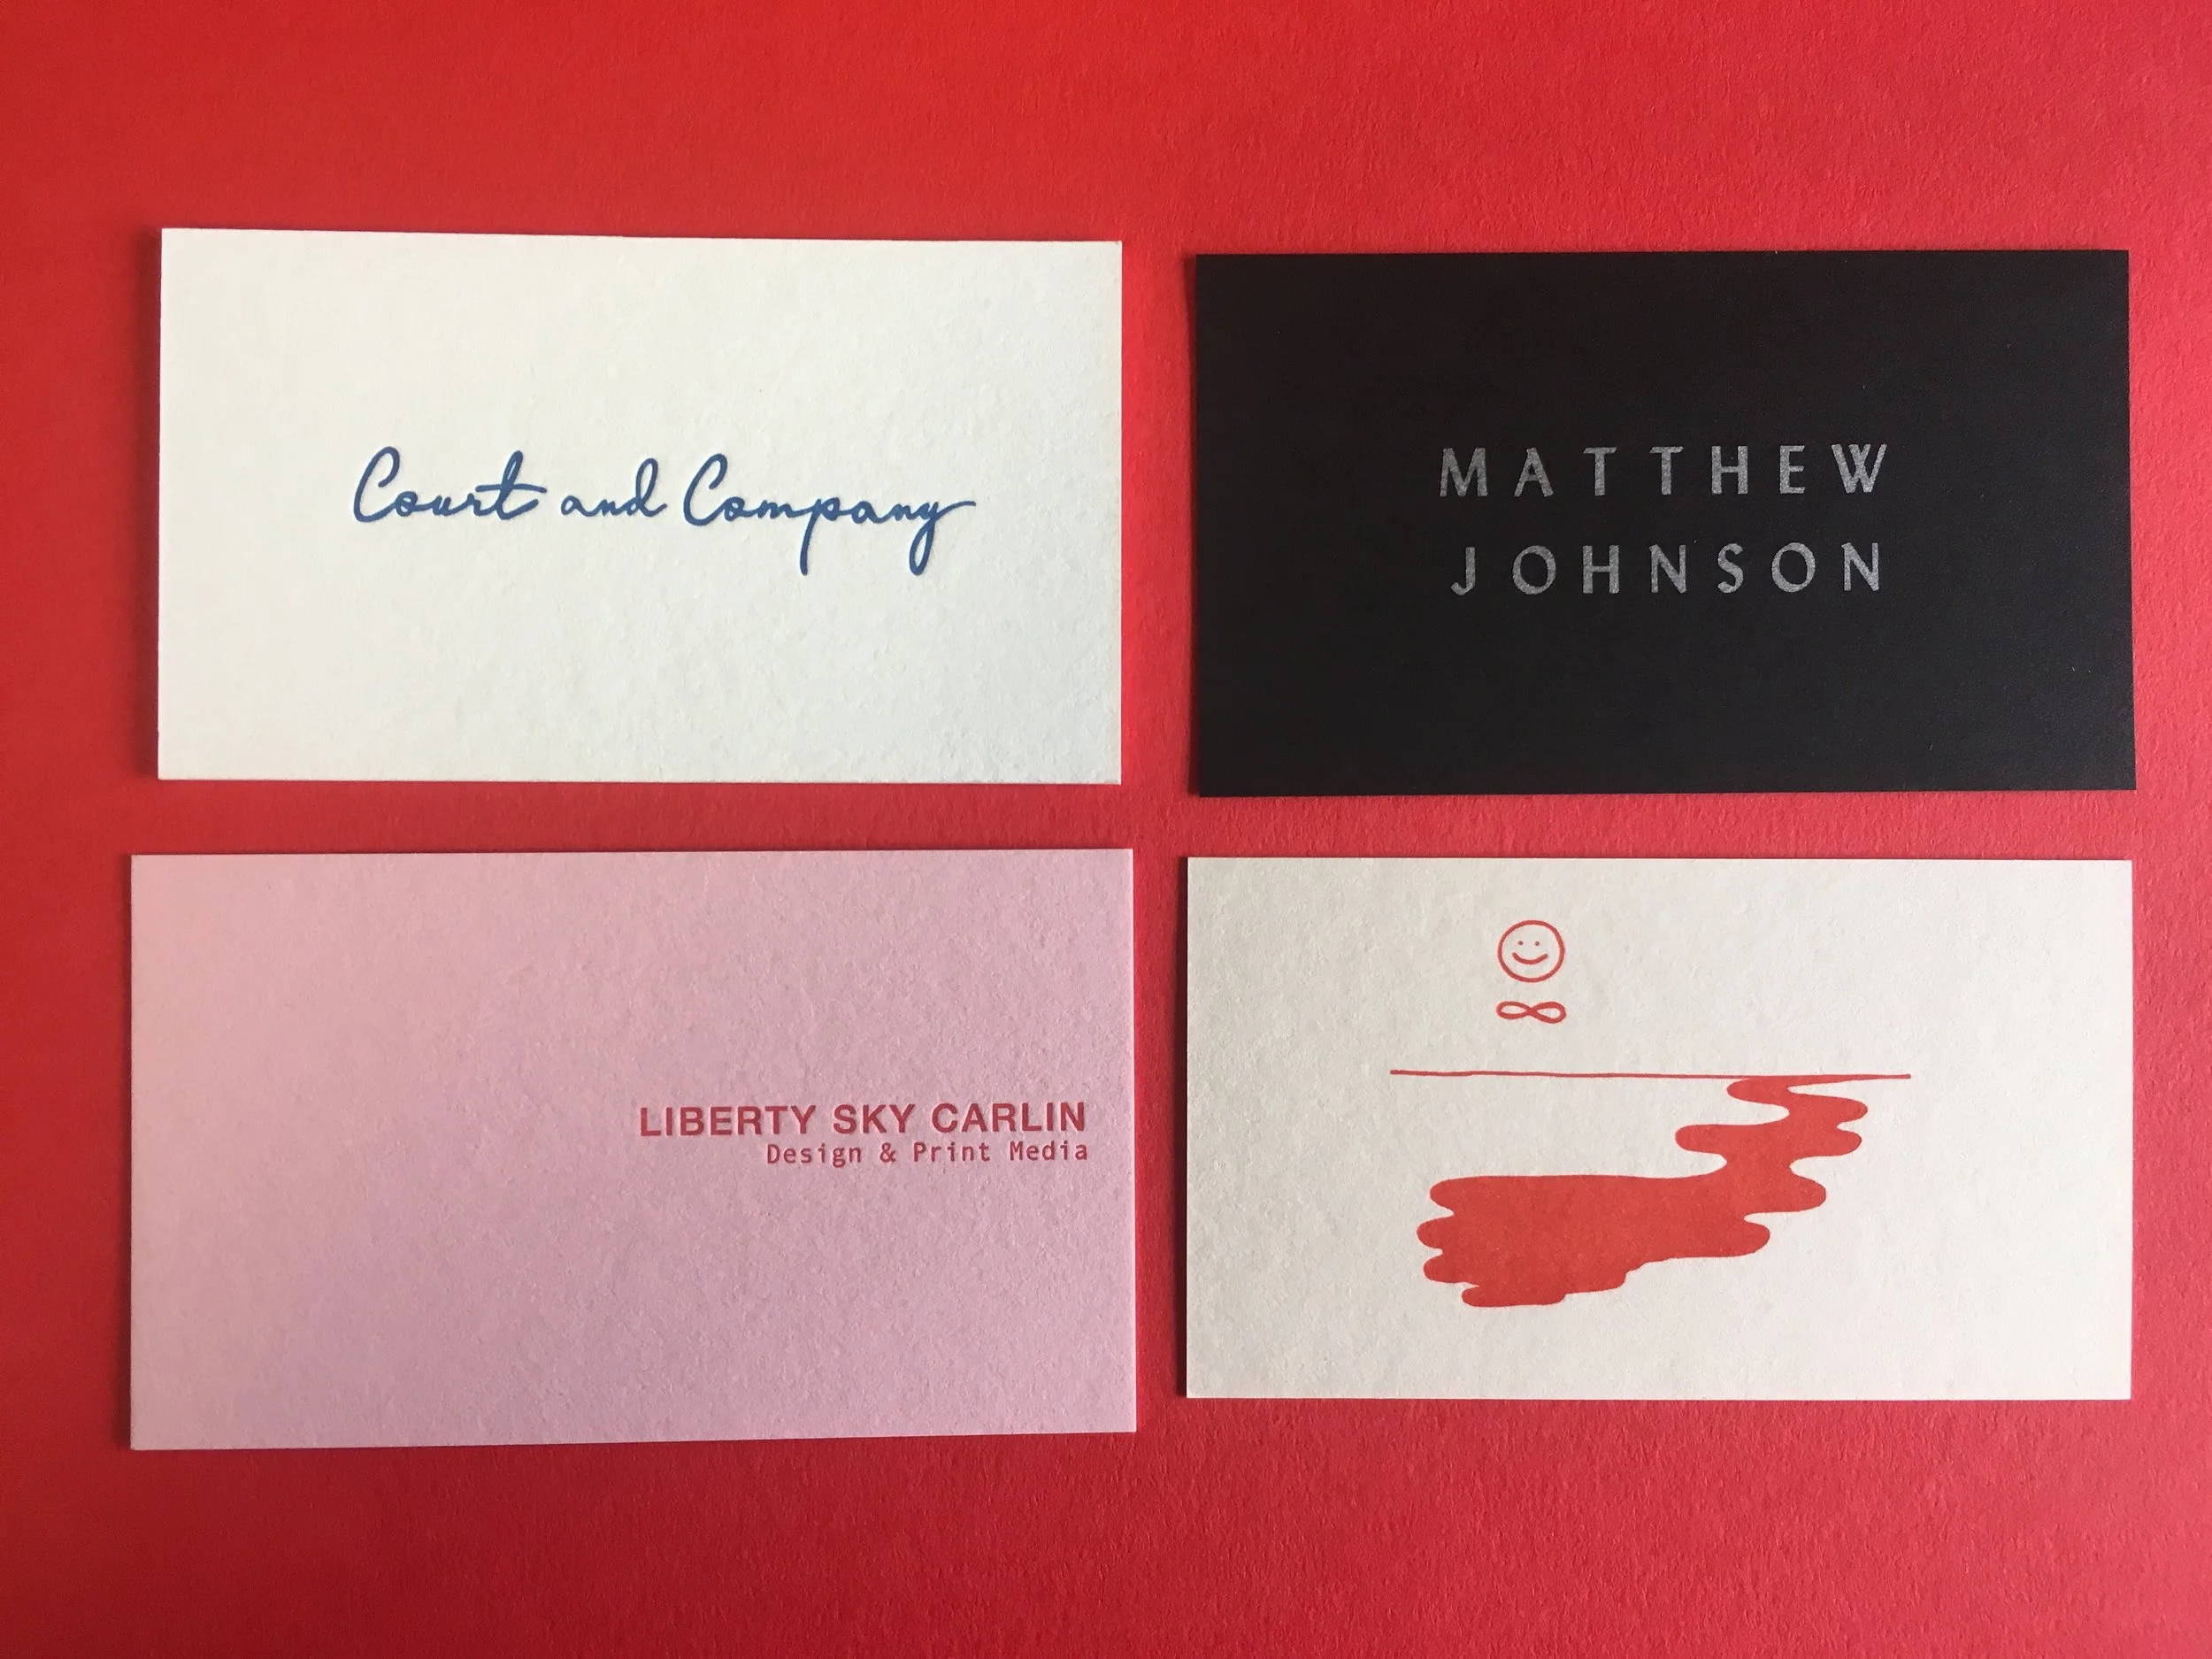 Court and Company
MATTHEW
JOHNSON
LIBERTY SKY CARLIN
Design & Print Media